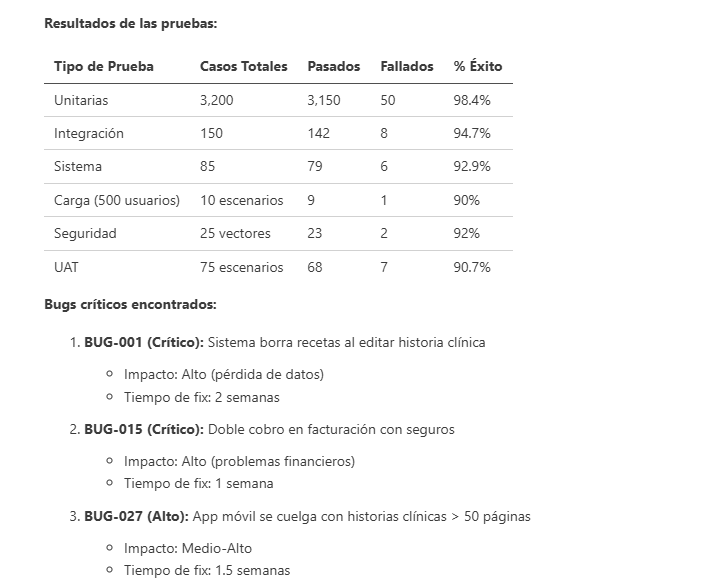 Resultados de las pruebas:
Tipo de Prueba Casos Totales Pasados Fallados % Éxito
Unitarias 3,200 3,150 50 98.4%
Integración 150 142 8 94.7%
Sistema 85 79 6 92.9%
Carga (500 usuarios) 10 escenarios 9 1 90%
Seguridad 25 vectores 23 2 92%
UAT 75 escenarios 68 7 90.7%
Bugs críticos encontrados:
1. BUG-001 (Crítico): Sistema borra recetas al editar historia clínica
Impacto: Alto (pérdida de datos)
Tiempo de fix: 2 semanas
2. BUG-015 (Crítico): Doble cobro en facturación con seguros
Impacto: Alto (problemas financieros)
Tiempo de fix: 1 semana
3. BUG-027 (Alto): App móvil se cuelga con historias clínicas > 50 páginas
Impacto: Medio-Alto
Tiempo de fix: 1.5 semanas